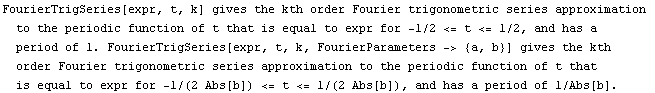 FourierTrigSeries[expr, t, k] gives the kth order Fourier trigonometric series approximation
to the periodic function of t that is equal to expr for -1/2 <= t <= 1/2, and has a
period of 1. FourierTrigSeries[expr, t, k, FourierParameters -> {a, b}] gives the kth
order Fourier trigonometric series approximation to the periodic function of t that
is equal to expr for -1/(2 Abs[b]) <= t <= 1/(2 Abs[b]), and has a period of 1/Abs[b].